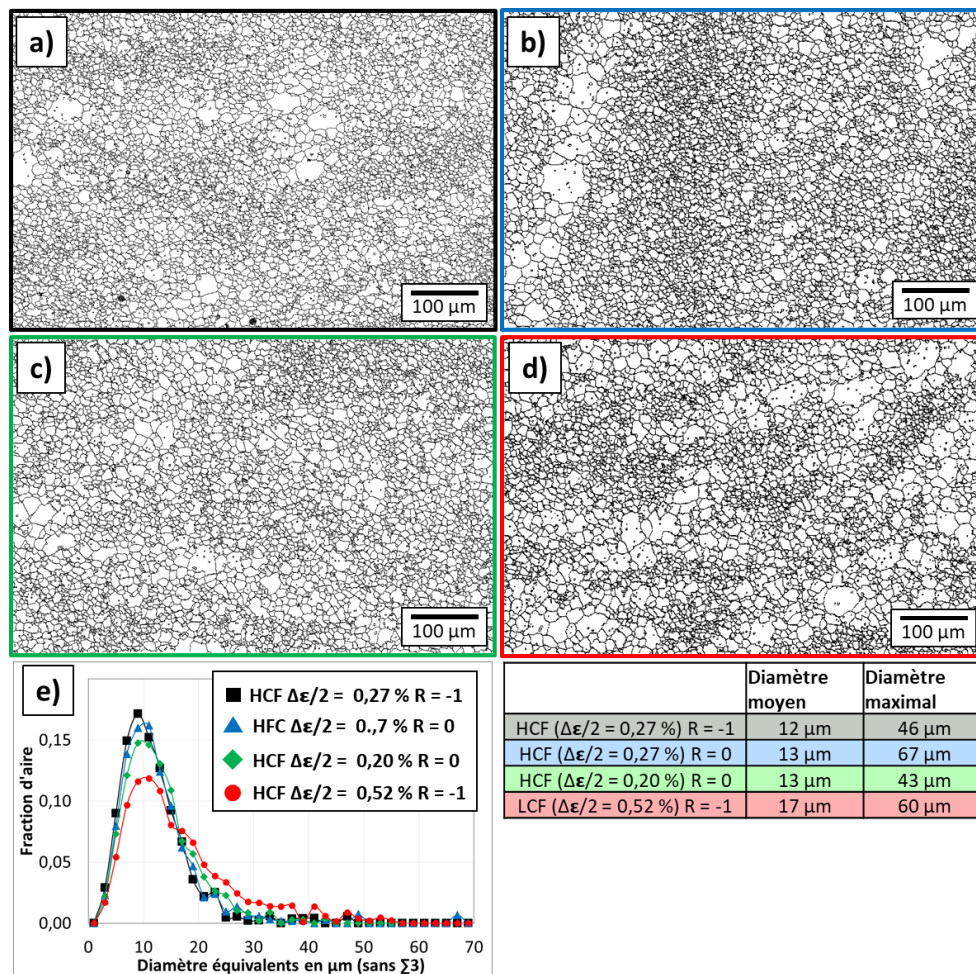 a)
b)
100 µm
100 µm
c)
d)
100 µm
100 µm
e)
HCF Δε/2 = 0,27 % R = -1
HFC Δε/2 = 0.,7 % R = 0
HCF Δε/2 = 0,20 % R = 0
HCF Δε/2 = 0,52 % R = -1
Fraction d'aire
0,15
0,10
0,05
0,00
0 10 20 30 40 50 60 70
Diamètre équivalents en µm (sans ∑3)
Diamètre moyen
Diamètre maximal
HCF (Δε/2 = 0,27 %) R = -1 12 µm 46 µm
HCF (Δε/2 = 0,27 %) R = 0 13 µm 67 µm
HCF (Δε/2 = 0,20 %) R = 0 13 µm 43 µm
LCF (Δε/2 = 0,52 %) R = -1 17 µm 60 µm